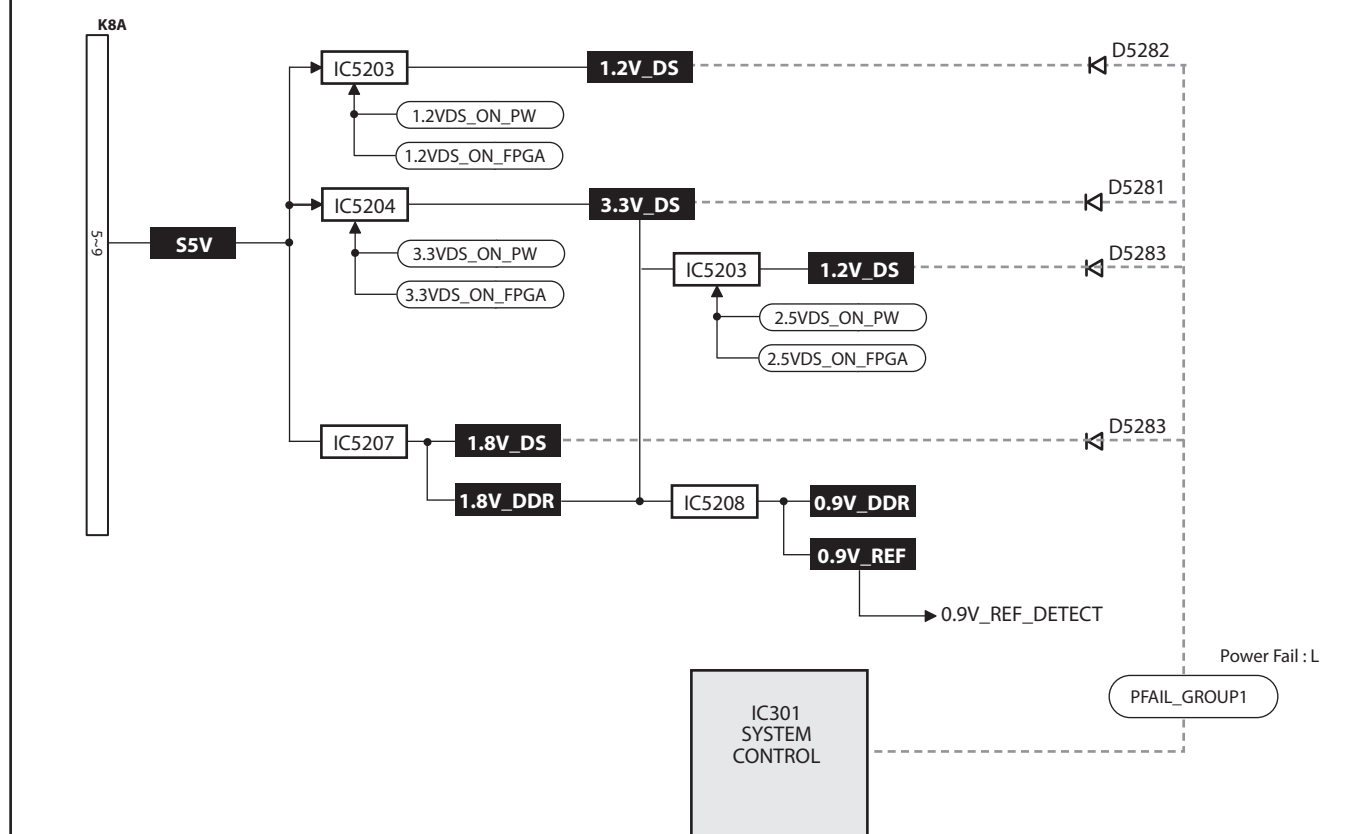 K8A
D5282
IC5203
1.2V_DS
1.2VDS_ON_PW
1.2VDS_ON_FPGA
D5281
IC5204
3.3V_DS
5~9
S5V
3.3VDS_ON_PW
D5283
IC5203
1.2V_DS
3.3VDS_ON_FPGA
2.5VDS_ON_PW
2.5VDS_ON_FPGA
D5283
IC5207
1.8V_DS
1.8V_DDR
IC5208
0.9V_DDR
0.9V_REF
0.9V_REF_DETECT
Power Fail : L
PFAIL_GROUP1
IC301
SYSTEM
CONTROL